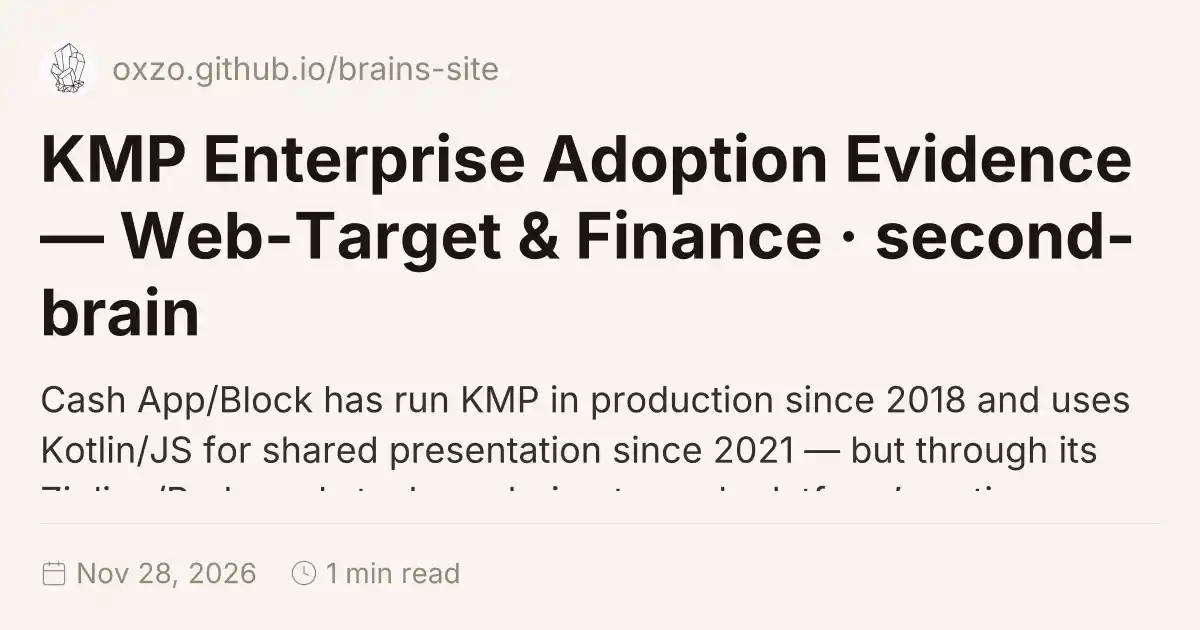 oxzo.github.io/brains-site
KMP Enterprise Adoption Evidence
— Web-Target & Finance · second-
brain
Cash App/Block has run KMP in production since 2018 and uses
Kotlin/JS for shared presentation since 2021 — but through its
Nov 28, 2026
1 min read